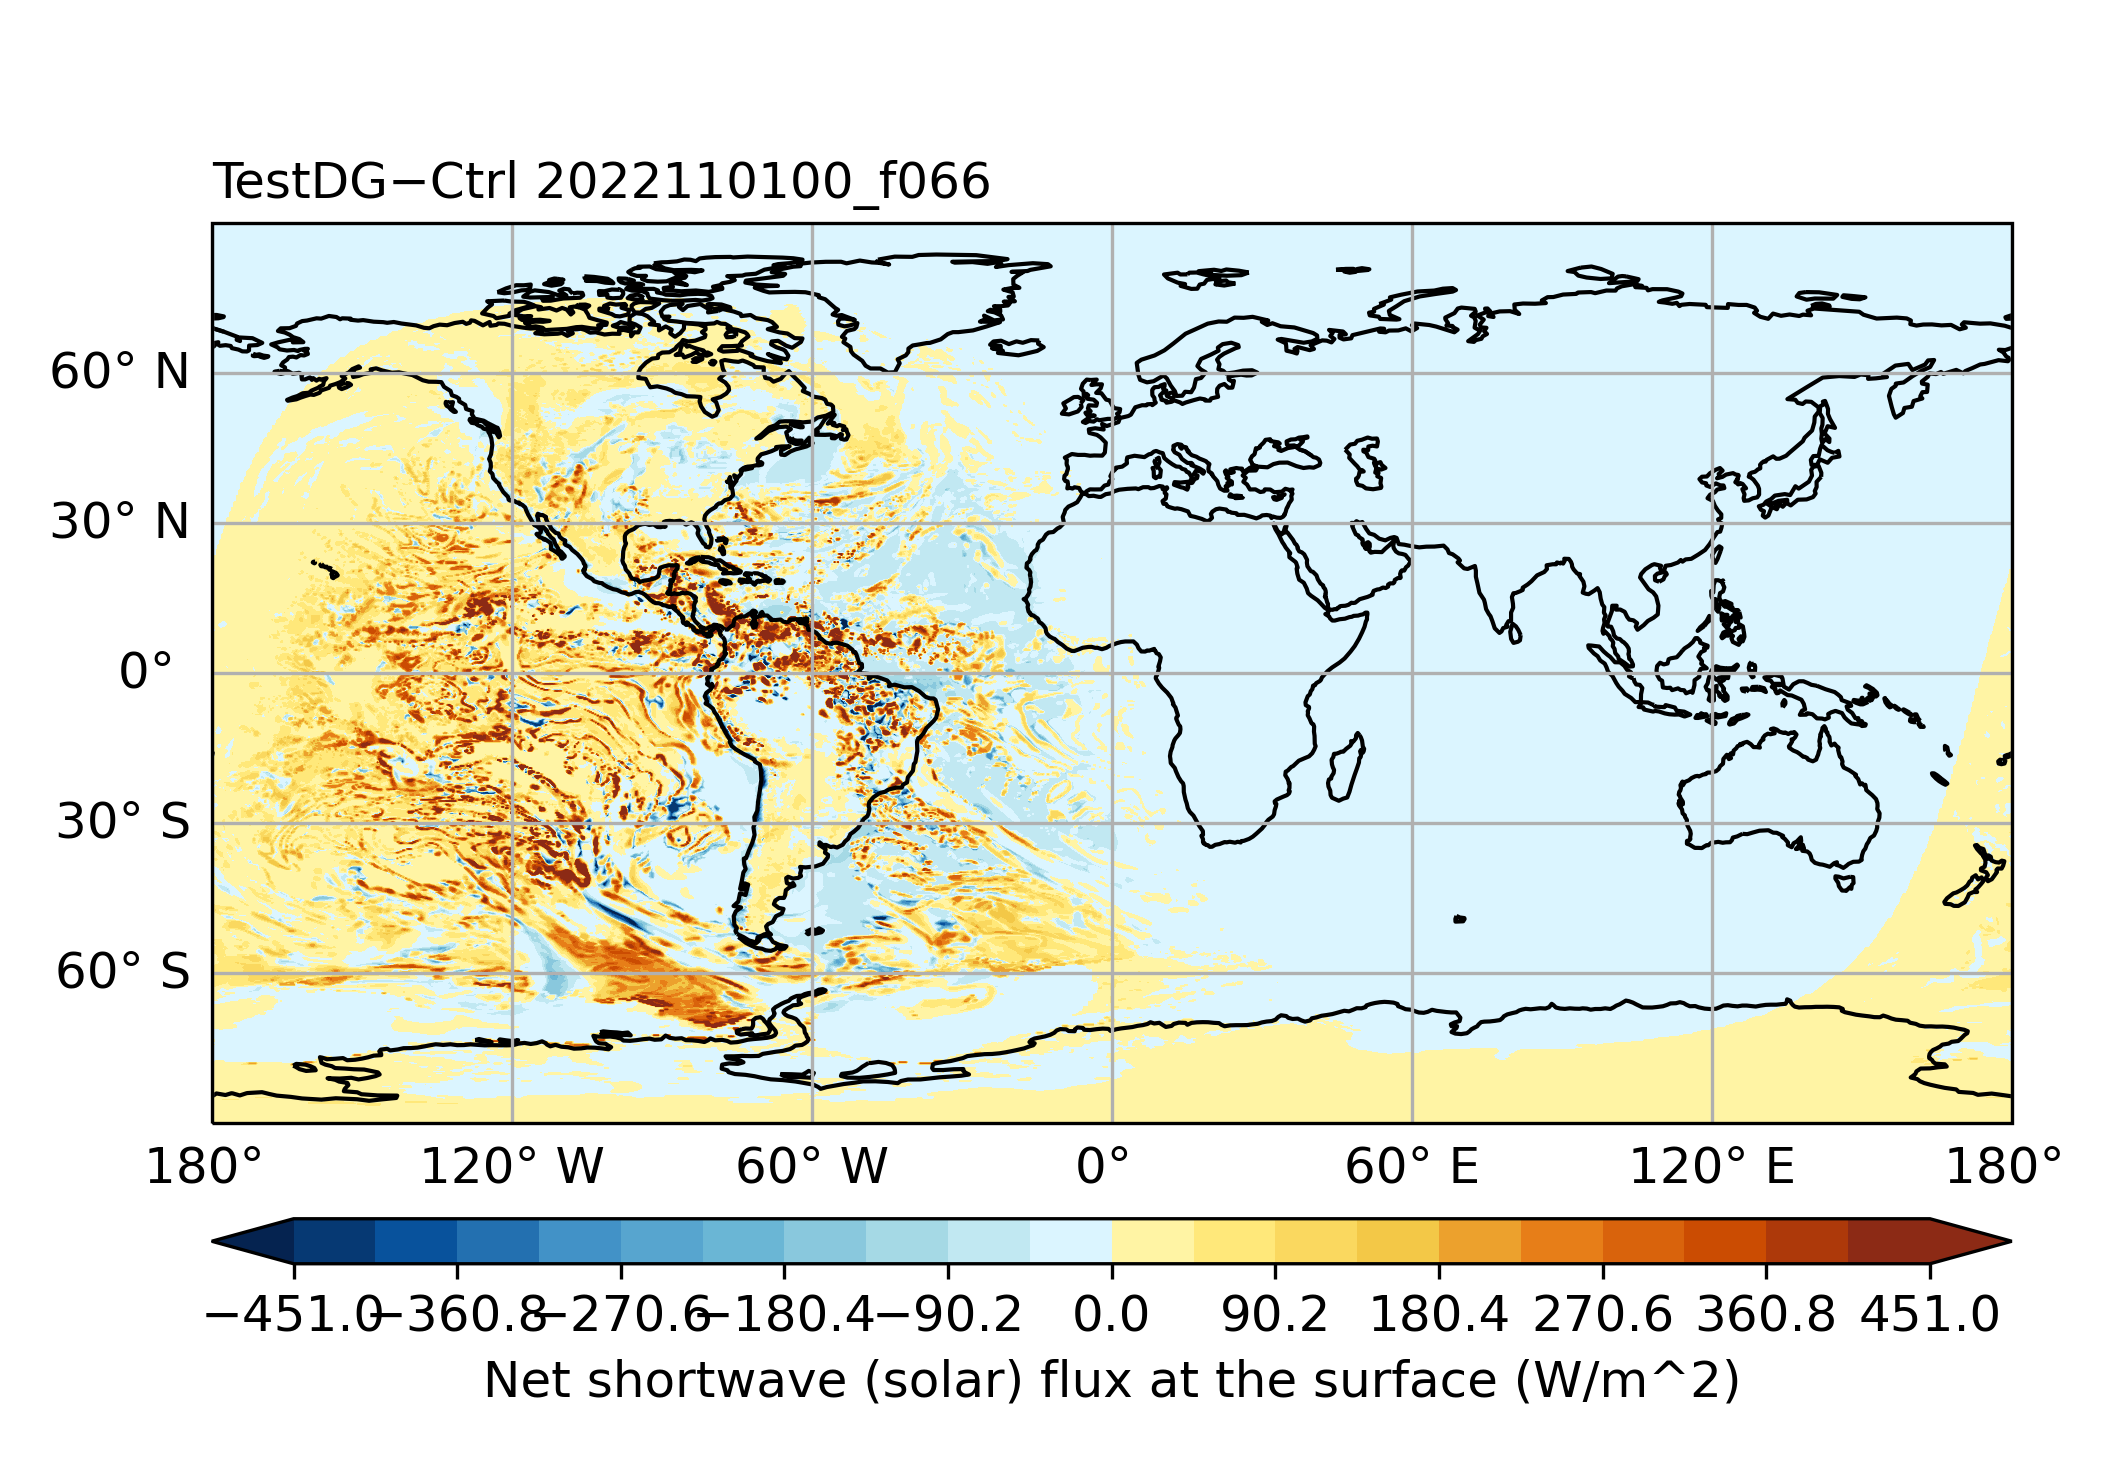 TestDG−Ctrl 2022110100_f066
60° N
30° N
0°
30° S
60° S
180° 120° W 60° W 0° 60° E 120° E 180°
−451.0 −360.8 −270.6 −180.4 −90.2 0.0 90.2 180.4 270.6 360.8 451.0
Net shortwave (solar) flux at the surface (W/m^2)